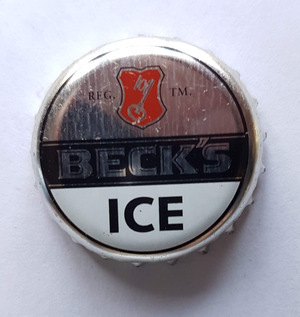 REG. TM.
BECK'S
ICE